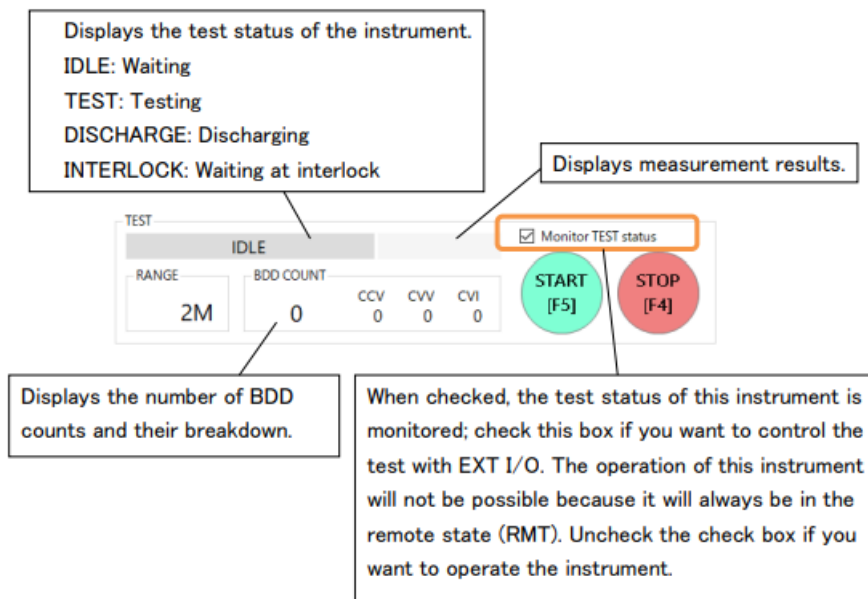 Displays the test status of the instrument.
IDLE: Waiting
TEST: Testing
DISCHARGE: Discharging
INTERLOCK: Waiting at interlock
Displays measurement results.
TEST
IDLE
Monitor TEST status
RANGE
2M
BDD COUNT
0
CCV CVV CVI
0 0 0
START
[F5]
STOP
[F4]
Displays the number of BDD
counts and their breakdown.
When checked, the test status of this instrument is
monitored; check this box if you want to control the
test with EXT I/O. The operation of this instrument
will not be possible because it will always be in the
remote state (RMT). Uncheck the check box if you
want to operate the instrument.